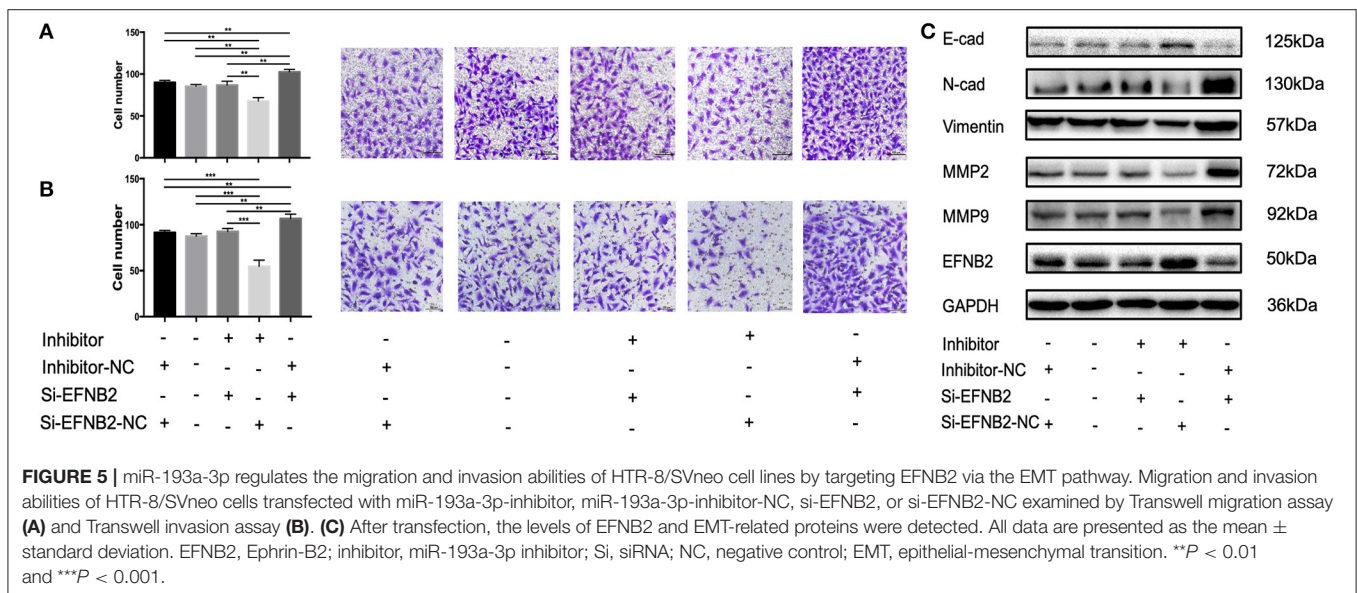 A
150
100
50
0
Cell number
** 
**
**
**
**
**
B
150
100
50
0
Cell number
***
**
***
**
**
***
Inhibitor - - + + - - - + + -
Inhibitor-NC + - - - + + - - - +
Si-EFNB2 - - + - + - - + - +
Si-EFNB2-NC + - - + - + - - + -
C
E-cad 125kDa
N-cad 130kDa
Vimentin 57kDa
MMP2 72kDa
MMP9 92kDa
EFNB2 50kDa
GAPDH 36kDa
Inhibitor - - + + -
Inhibitor-NC + - - - +
Si-EFNB2 - - + - +
Si-EFNB2-NC + - - + -
FIGURE 5 | miR-193a-3p regulates the migration and invasion abilities of HTR-8/SVneo cell lines by targeting EFNB2 via the EMT pathway. Migration and invasion
abilities of HTR-8/SVneo cells transfected with miR-193a-3p-inhibitor, miR-193a-3p-inhibitor-NC, si-EFNB2, or si-EFNB2-NC examined by Transwell migration assay
(A) and Transwell invasion assay (B). (C) After transfection, the levels of EFNB2 and EMT-related proteins were detected. All data are presented as the mean ±
standard deviation. EFNB2, Ephrin-B2; inhibitor, miR-193a-3p inhibitor; Si, siRNA; NC, negative control; EMT, epithelial-mesenchymal transition. **P < 0.01
and ***P < 0.001.